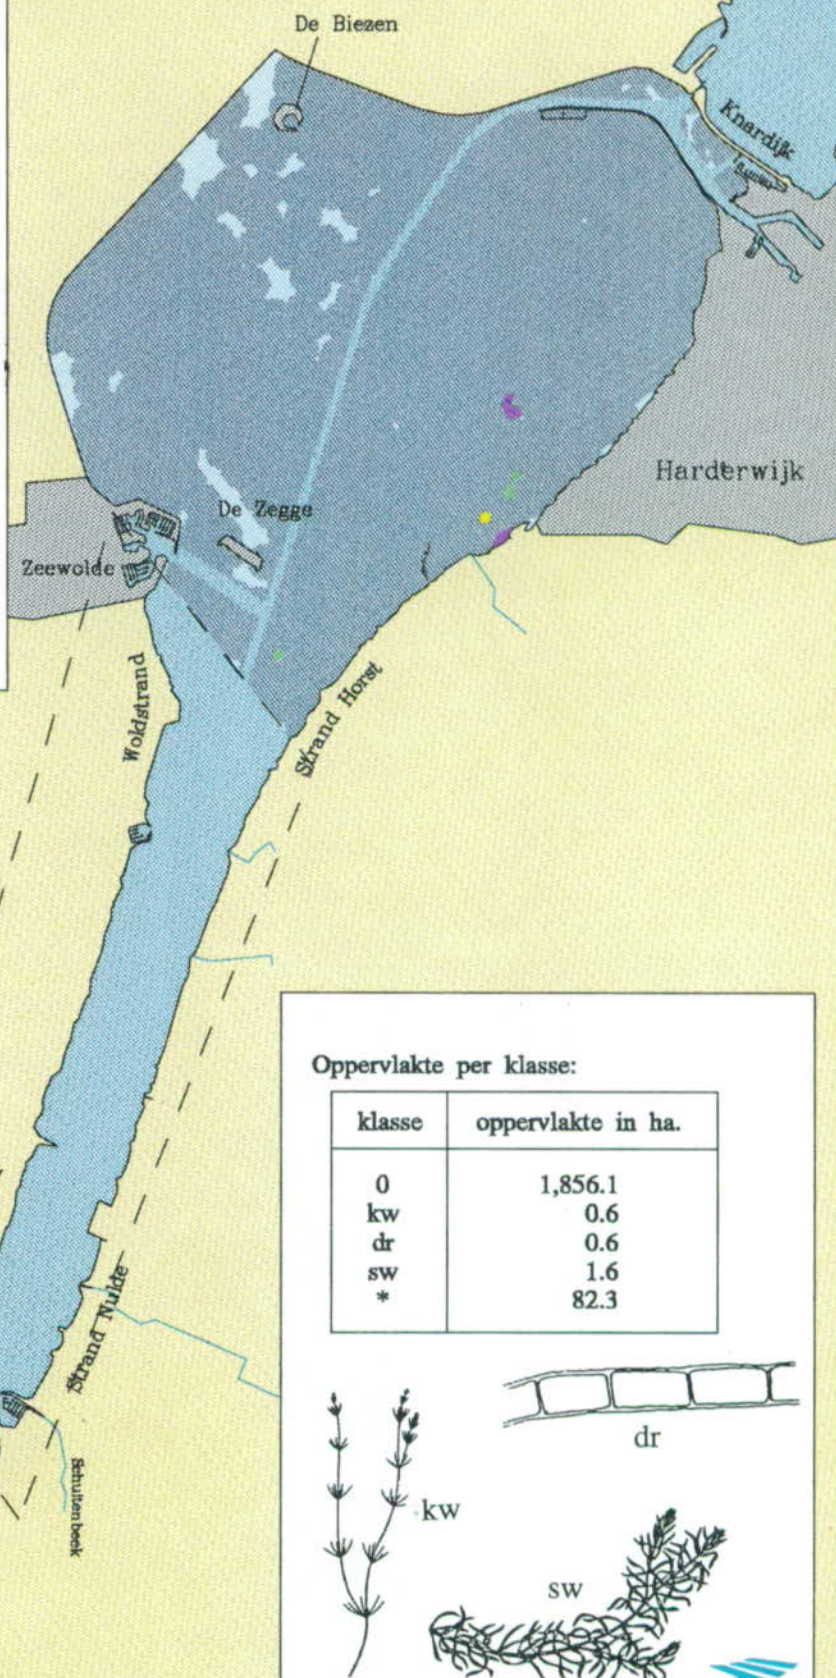 De Biezen
Knardijk
Harderwijk
De Zegge
Zeewolde
Woldstrand
Strand Horst
Strand Nulde
Schuitenbeek
Oppervlakte per klasse:
klasse oppervlakte in ha.
0 1,856.1
kw 0.6
dr 0.6
sw 1.6
* 82.3
dr
kw
sw